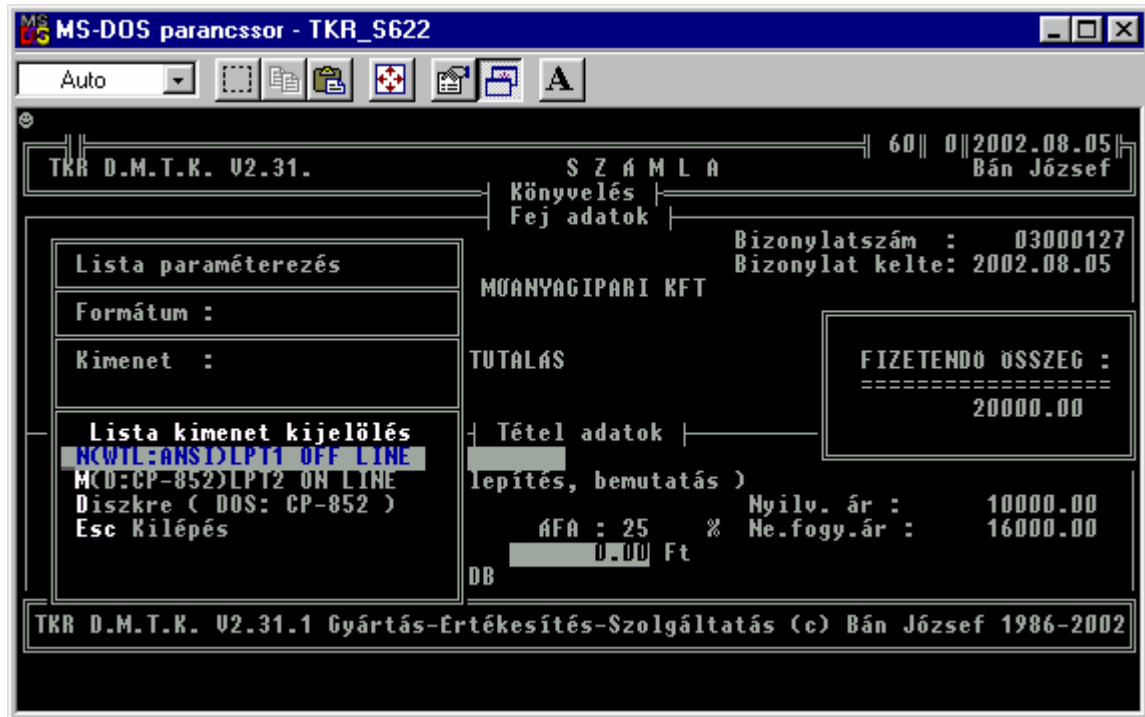 MS-DOS parancssor - TKR_S622
Auto
A
60 0 2002.08.05
TKR D.M.T.K. V2.31. S Z Á M L A Bán József
Könyvelés
Fej adatok
Bizonylatszám : 03000127
Lista paraméterezés Bizonylat kelte: 2002.08.05
MŰANYAGIPARI KFT
Formátum :
Kimenet : TUTALÁS FIZETENDŐ ÖSSZEG :
===================
20000.00
Lista kimenet kijelölés Tétel adatok
N(WTL:ANSI)LPT1 OFF LINE
M(D:CP-852)LPT2 ON LINE lepítés, bemutatás )
Diszkre ( DOS: CP-852 ) Nyilv. ár : 10000.00
Esc Kilépés ÁFA : 25 % Ne.fogy.ár : 16000.00
0.00 Ft
DB
TKR D.M.T.K. V2.31.1 Gyártás-Értékesítés-Szolgáltatás (c) Bán József 1986-2002